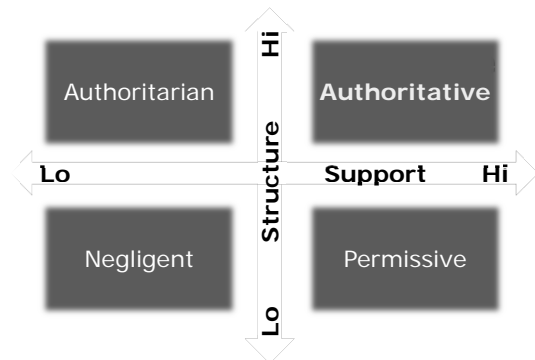 Hi
Authoritarian
Authoritative
Structure
Lo
Support
Hi
Negligent
Permissive
Lo